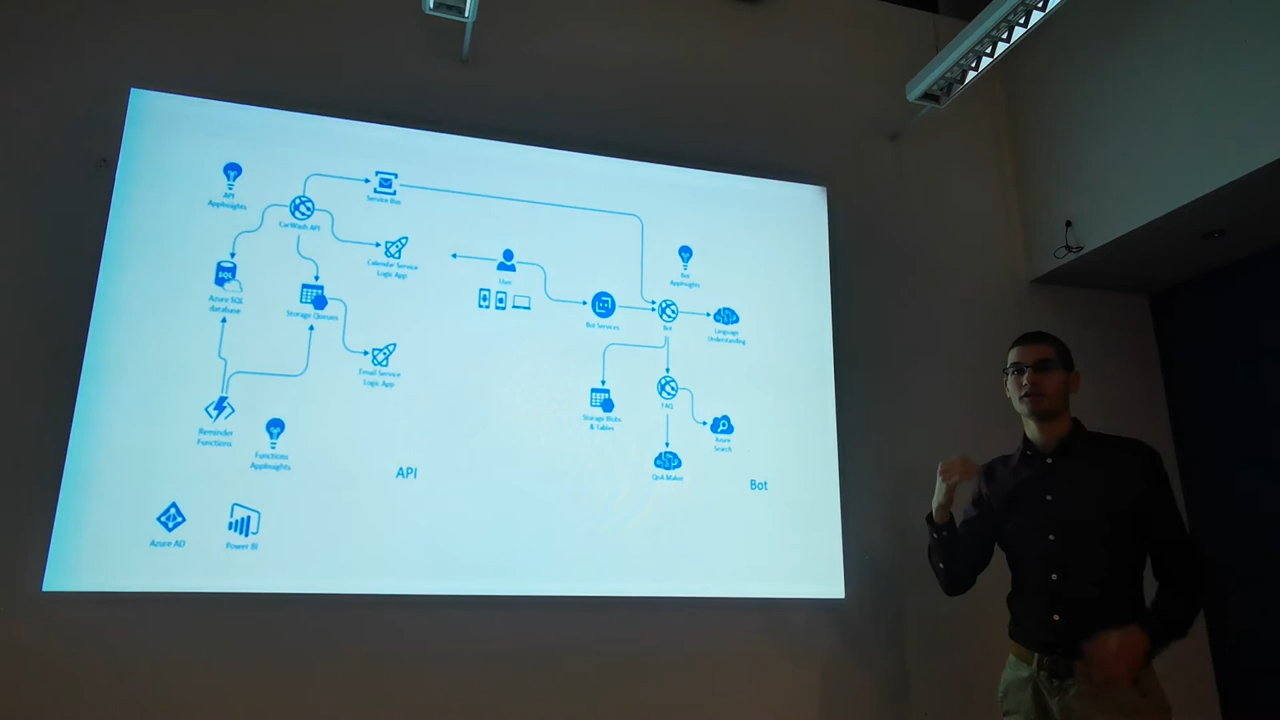 API
AppInsights
CarWash API
Service Bus
Calendar Service
Logic App
SQL
Azure SQL
database
Storage Queues
Email Service
Logic App
Reminder
Functions
Functions
AppInsights
API
Azure AD
Power BI
User
Bot Services
Bot
AppInsights
Bot
Language
Understanding
Storage Blobs
& Tables
FAQ
Azure
Search
QnA Maker
Bot